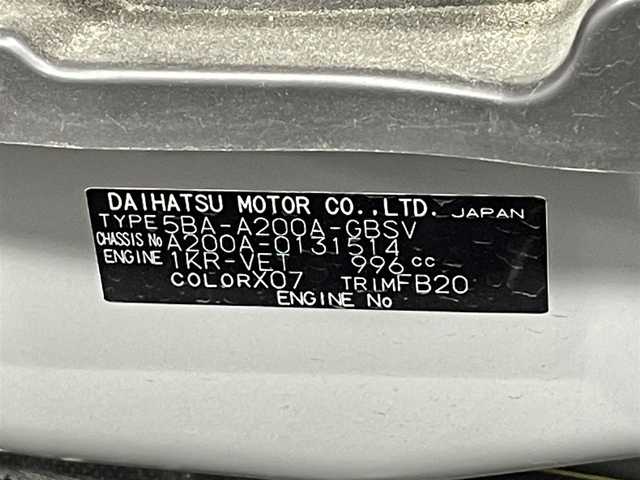 DAIHATSU MOTOR CO.,LTD. JAPAN
TYPE 5BA-A200A-GBSV
CHASSIS No A200A-0131514
ENGINE 1KR-VET 996 cc
COLOR X07 TRIM FB20
ENGINE No